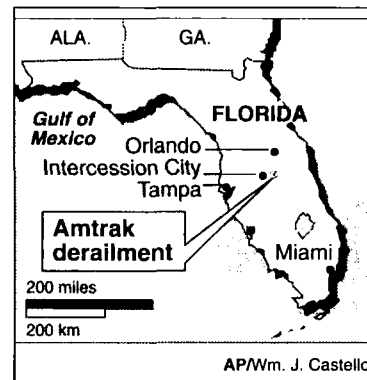 ALA.
GA.
FLORIDA
Gulf of
Mexico
Orlando
Intercession City
Tampa
Amtrak
derailment
Miami
200 miles
200 km
AP/Wm. J. Castello